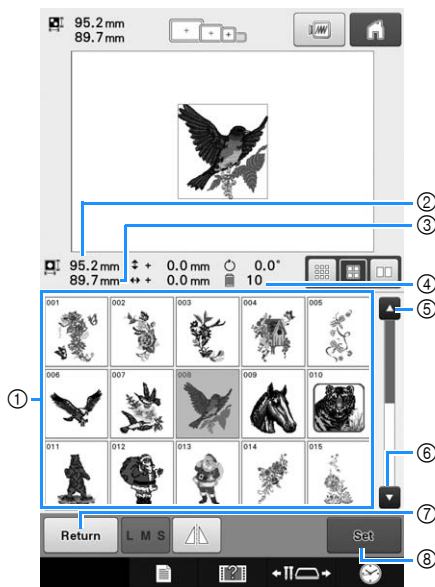 95.2 mm
89.7 mm
②
③
95.2 mm + 0.0 mm 0.0°
89.7 mm + 0.0 mm 10
④
001 002 003 004 005
⑤
006 007 008 009 010
①
011 012 013 014 015
⑥
⑦
Return L M S Set
⑧